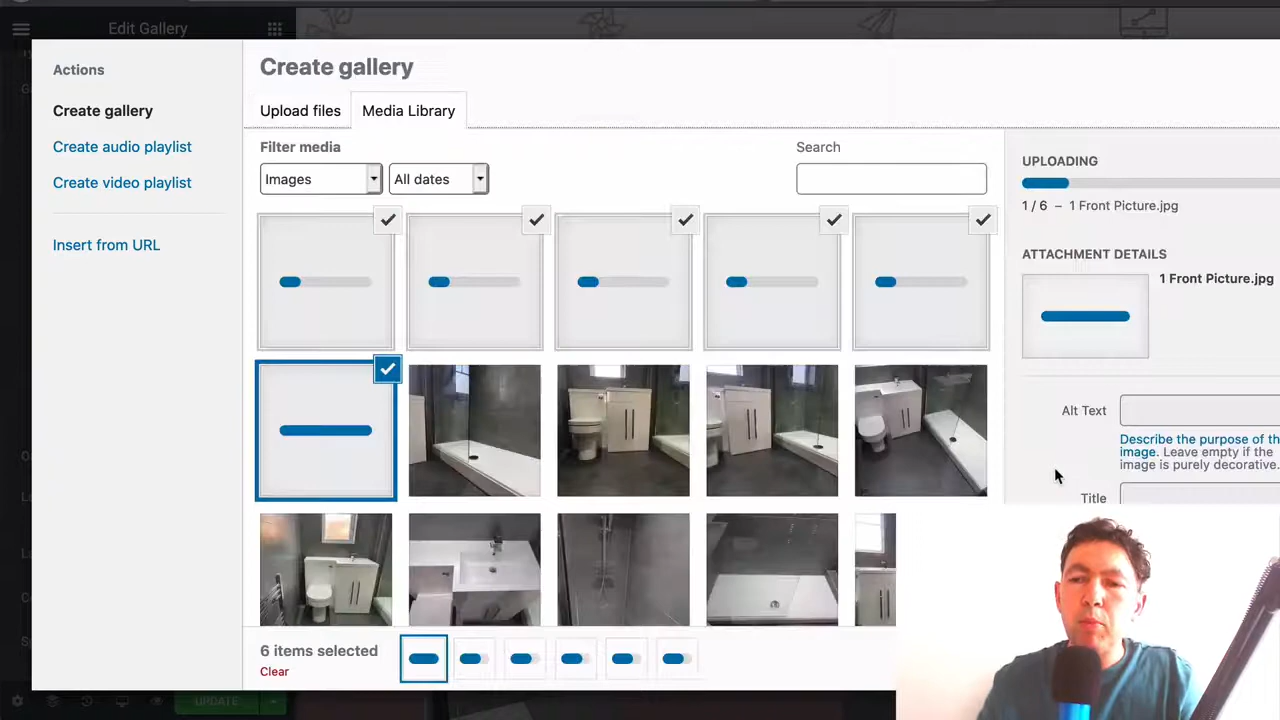 Edit Gallery
Actions
Create gallery
Create audio playlist
Create video playlist
Insert from URL
Create gallery
Upload files
Media Library
Filter media
Images
All dates
Search
UPLOADING
1 / 6 – 1 Front Picture.jpg
ATTACHMENT DETAILS
1 Front Picture.jpg
Alt Text
Describe the purpose of th
image. Leave empty if the
image is purely decorative.
Title
6 items selected
Clear
UPDATE